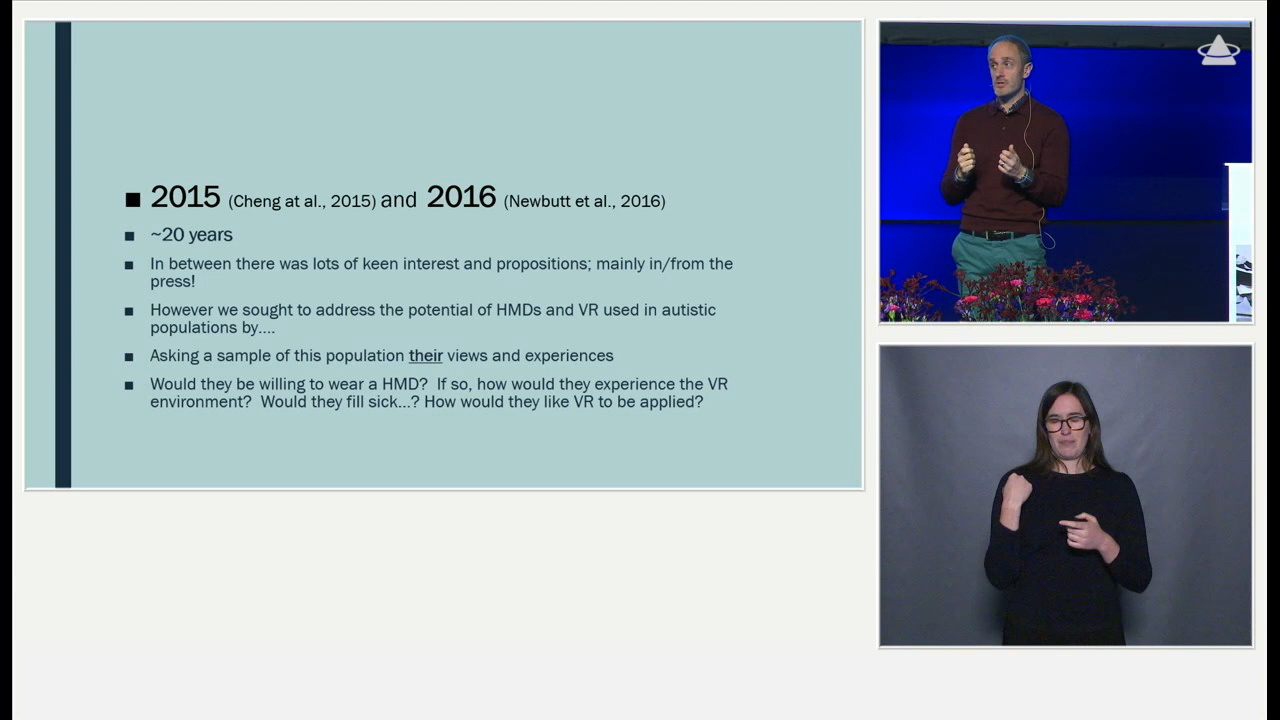 2015 (Cheng at al., 2015) and 2016 (Newbutt et al., 2016)
~20 years
In between there was lots of keen interest and propositions; mainly in/from the
press!
However we sought to address the potential of HMDs and VR used in autistic
populations by....
Asking a sample of this population their views and experiences
Would they be willing to wear a HMD?  If so, how would they experience the VR
environment?  Would they fill sick...? How would they like VR to be applied?